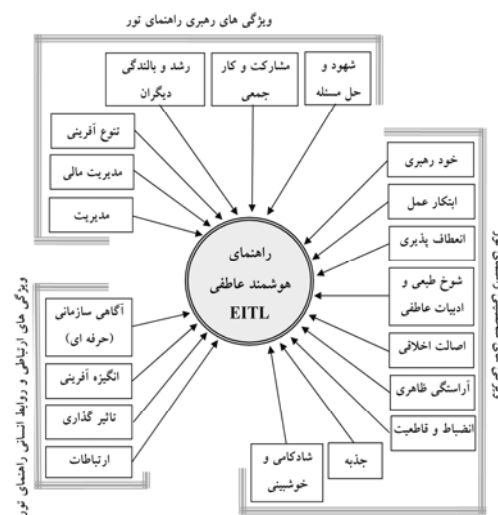 ویژگی های رهبری راهنمای تور
شهود و
حل مسئله
مشارکت و کار
جمعی
رشد و بالندگی
دیگران
تنوع آفرینی
مدیریت مالی
مدیریت
خود رهبری
ابتکار عمل
انعطاف پذیری
شوخ طبعی و
ادبیات عاطفی
اصالت اخلاقی
آراستگی ظاهری
انضباط و قاطعیت
جذبه
شادکامی و
خوشبینی
راهنمای
هوشمند عاطفی
EITL
ویژگی های ارتباطی و روابط انسانی راهنمای تور
آگاهی سازمانی
(حرفه ای)
انگیزه آفرینی
تاثیر گذاری
ارتباطات